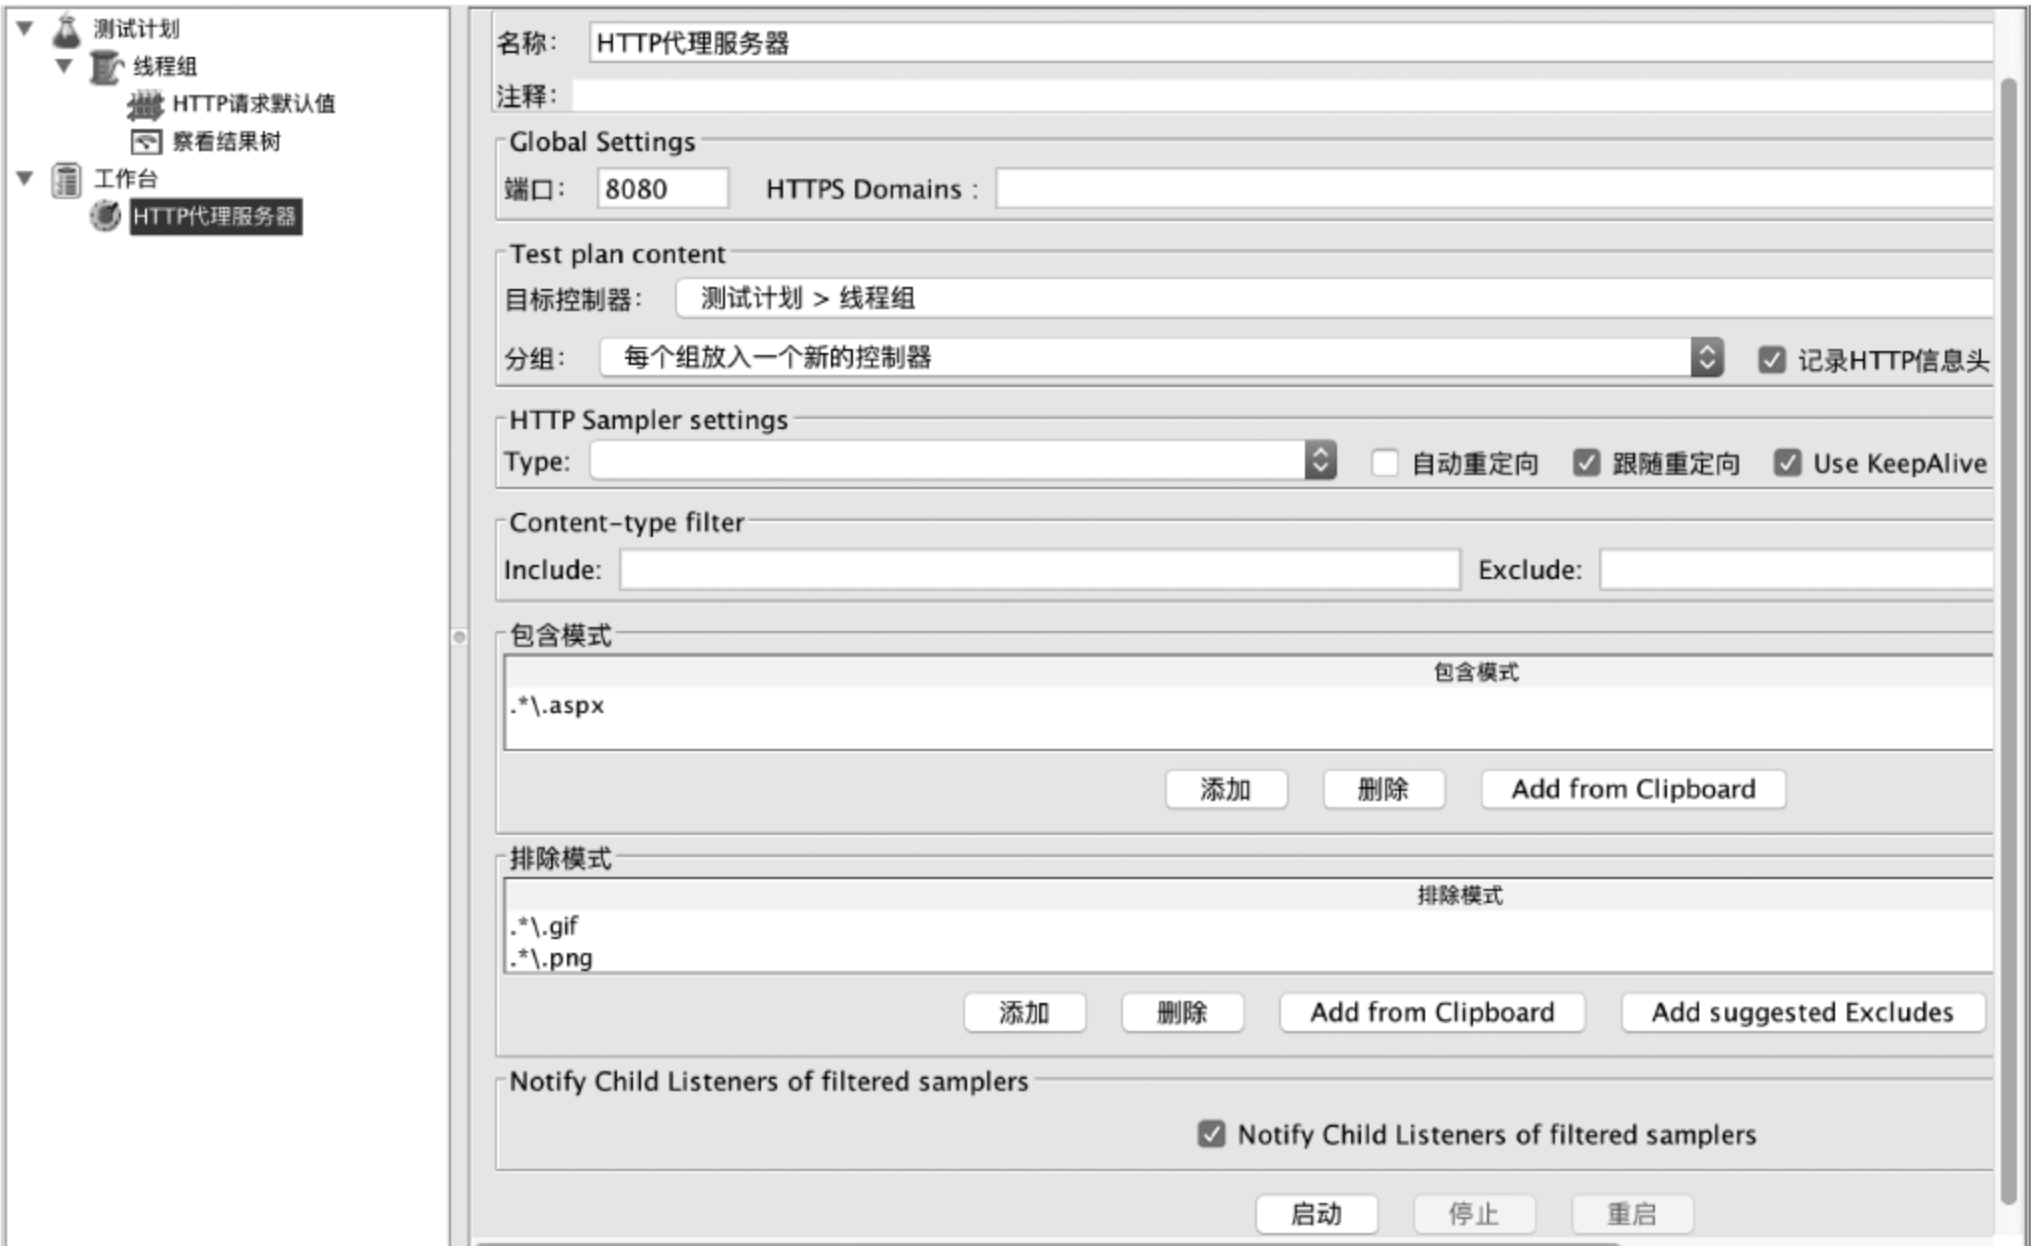 测试计划
线程组
HTTP请求默认值
察看结果树
工作台
HTTP代理服务器
名称： HTTP代理服务器
注释：
Global Settings
端口： 8080 HTTPS Domains :
Test plan content
目标控制器： 测试计划 > 线程组
分组： 每个组放入一个新的控制器 记录HTTP信息头
HTTP Sampler settings
Type: 自动重定向 跟随重定向 Use KeepAlive
Content-type filter
Include: Exclude:
包含模式
包含模式
.*\.aspx
添加 删除 Add from Clipboard
排除模式
排除模式
.*\.gif
.*\.png
添加 删除 Add from Clipboard Add suggested Excludes
Notify Child Listeners of filtered samplers
Notify Child Listeners of filtered samplers
启动 停止 重启